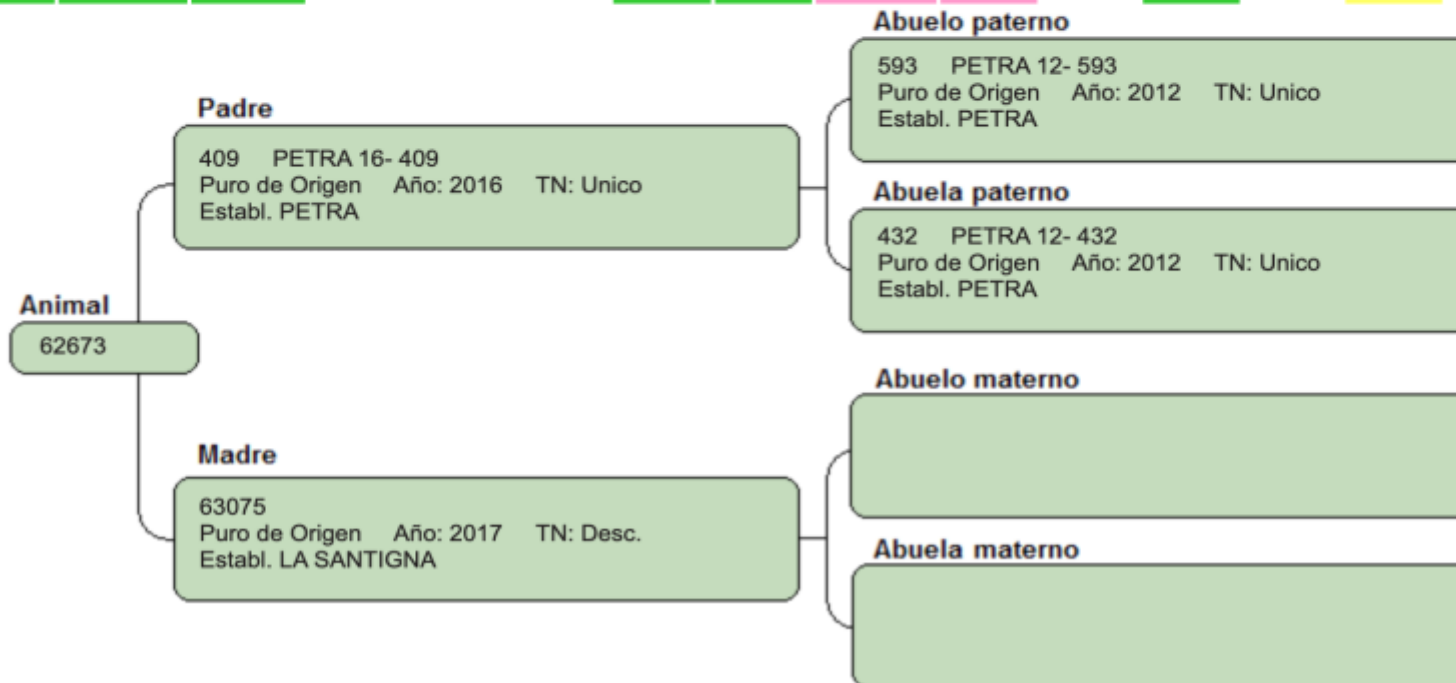 Abuelo paterno
593 PETRA 12- 593
Puro de Origen Año: 2012 TN: Unico
Establ. PETRA
Padre
409 PETRA 16- 409
Puro de Origen Año: 2016 TN: Unico
Establ. PETRA
Abuela paterno
432 PETRA 12- 432
Puro de Origen Año: 2012 TN: Unico
Establ. PETRA
Animal
62673
Abuelo materno
Madre
63075
Puro de Origen Año: 2017 TN: Desc.
Establ. LA SANTIGNA
Abuela materno